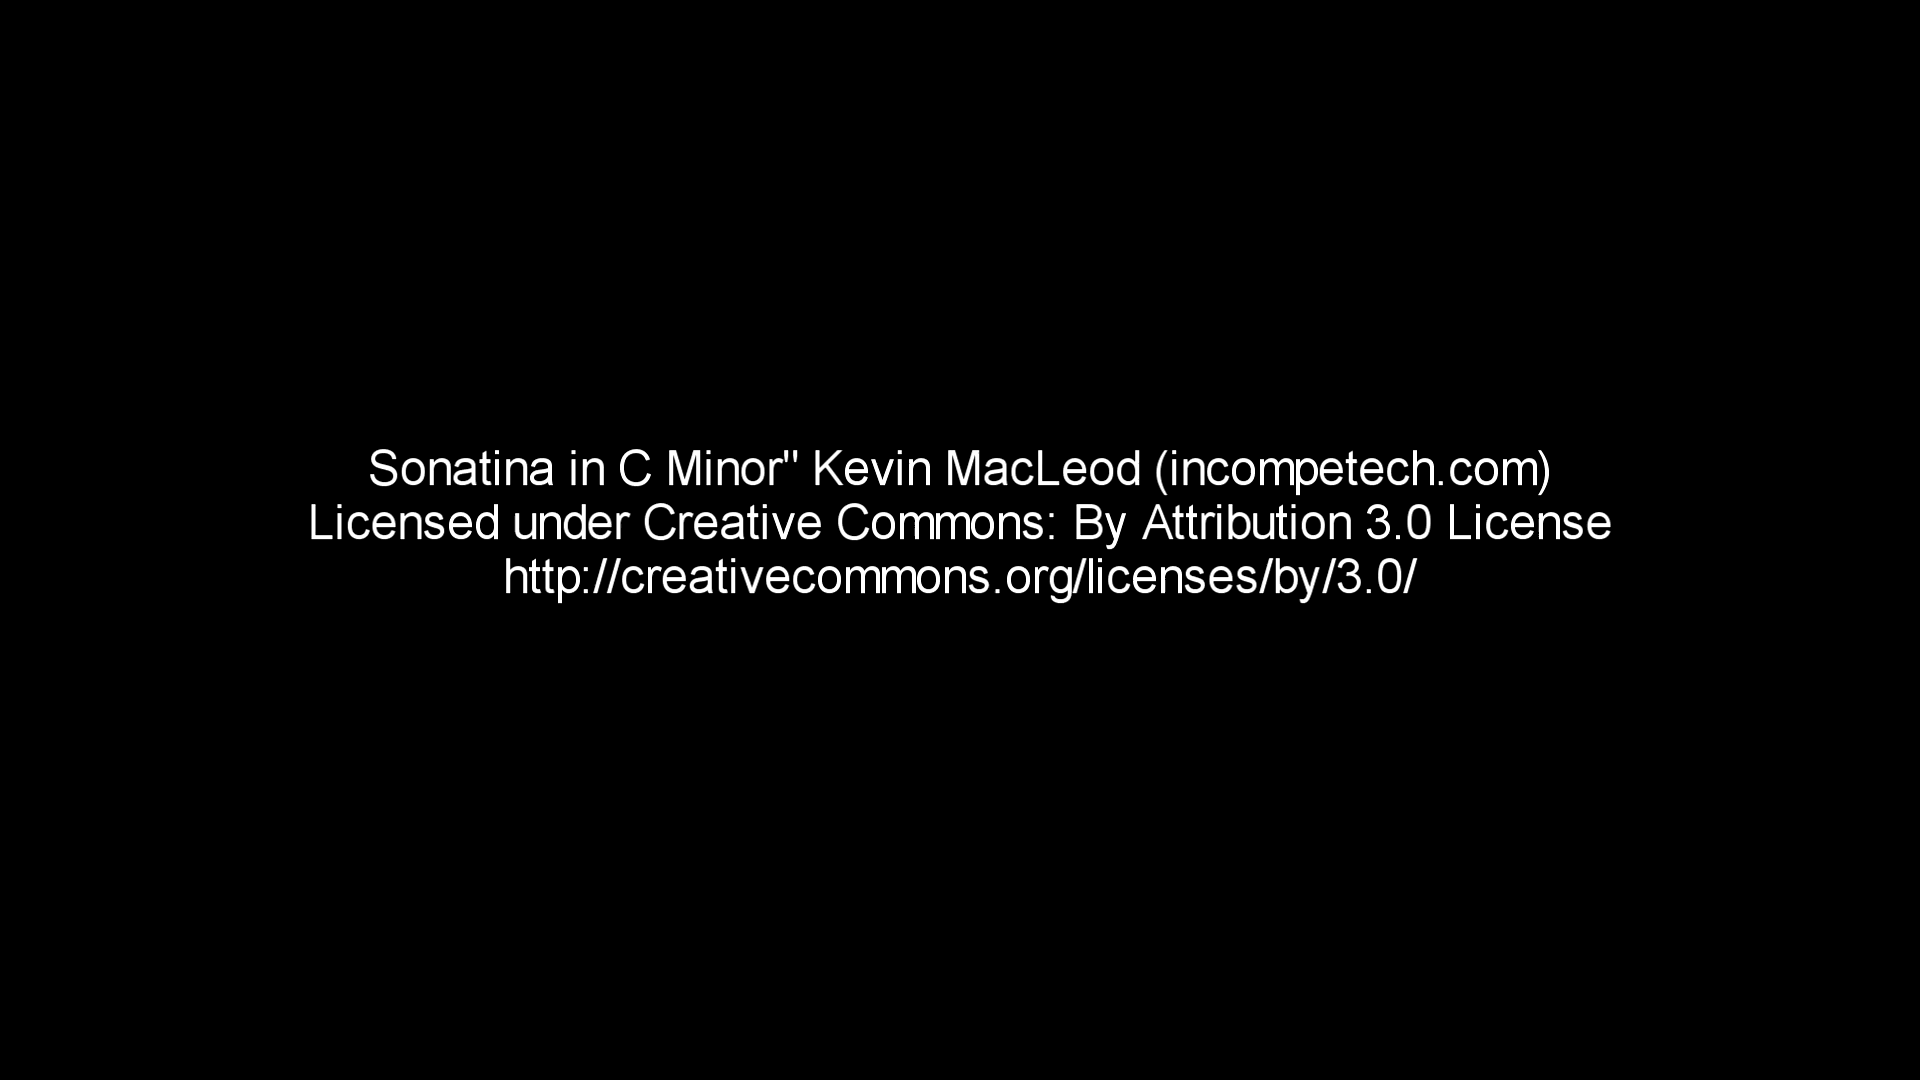 Sonatina in C Minor" Kevin MacLeod (incompetech.com)
Licensed under Creative Commons: By Attribution 3.0 License
http://creativecommons.org/licenses/by/3.0/